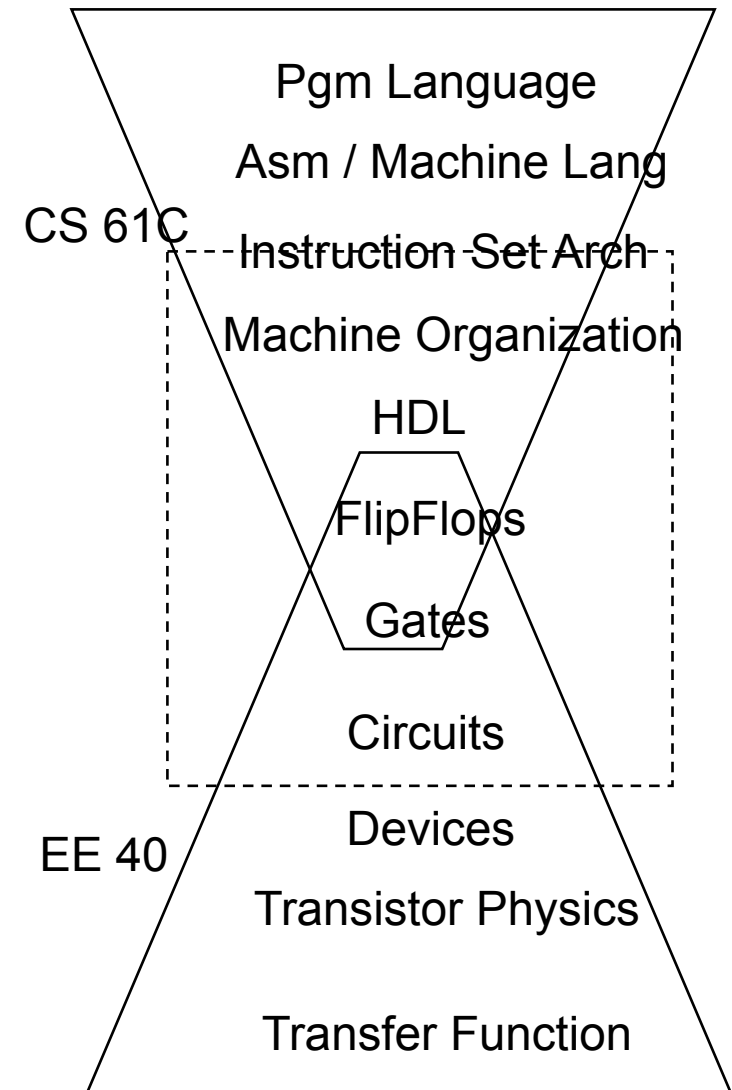 Pgm Language
Asm / Machine Lang
CS 61C
Instruction Set Arch
Machine Organization
HDL
FlipFlops
Gates
Circuits
Devices
EE 40
Transistor Physics
Transfer Function